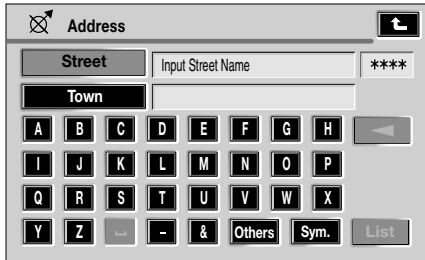 Address
Street Input Street Name ****
Town
A B C D E F G H
I J K L M N O P
Q R S T U V W X
Y Z - & Others Sym. List